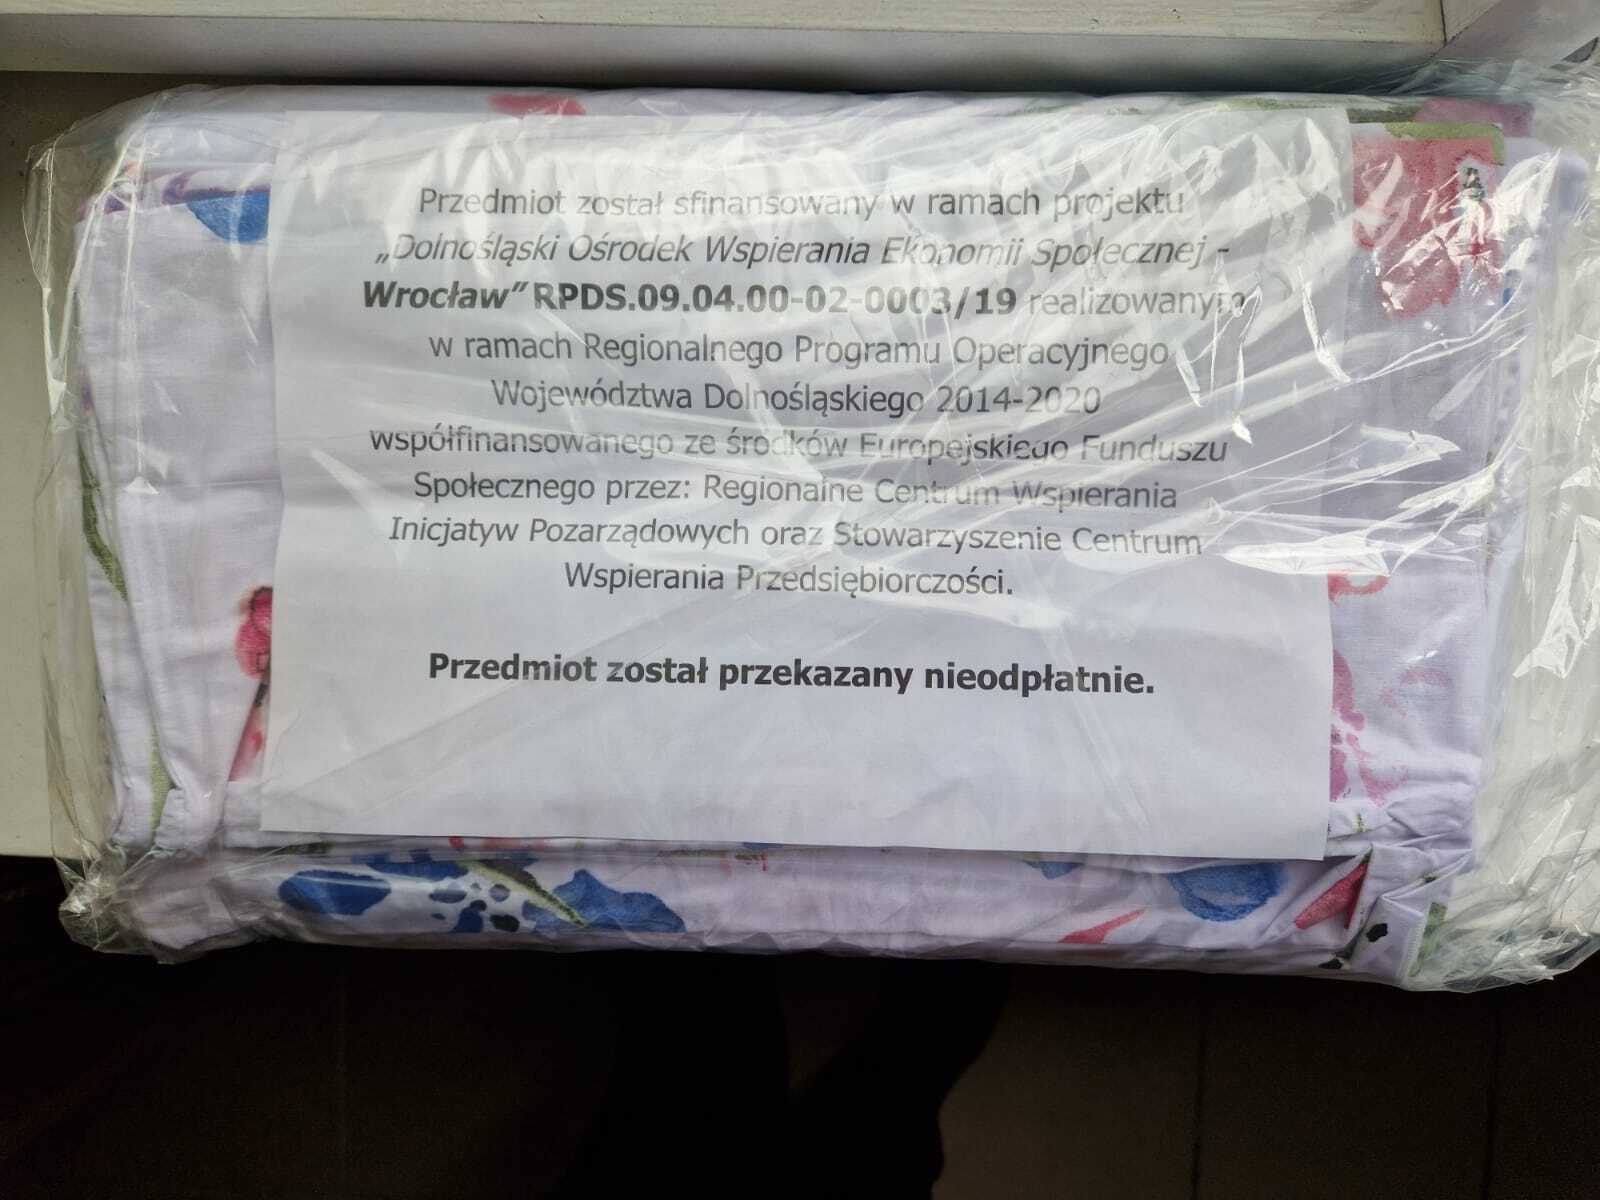 Przedmiot został sfinansowany w ramach projektu
„Dolnośląski Ośrodek Wspierania Ekonomii Społecznej -
Wrocław” RPDS.09.04.00-02-0003/19 realizowanym
w ramach Regionalnego Programu Operacyjnego
Województwa Dolnośląskiego 2014-2020
współfinansowanego ze środków Europejskiego Funduszu
Społecznego przez: Regionalne Centrum Wspierania
Inicjatyw Pozarządowych oraz Stowarzyszenie Centrum
Wspierania Przedsiębiorczości.
Przedmiot został przekazany nieodpłatnie.